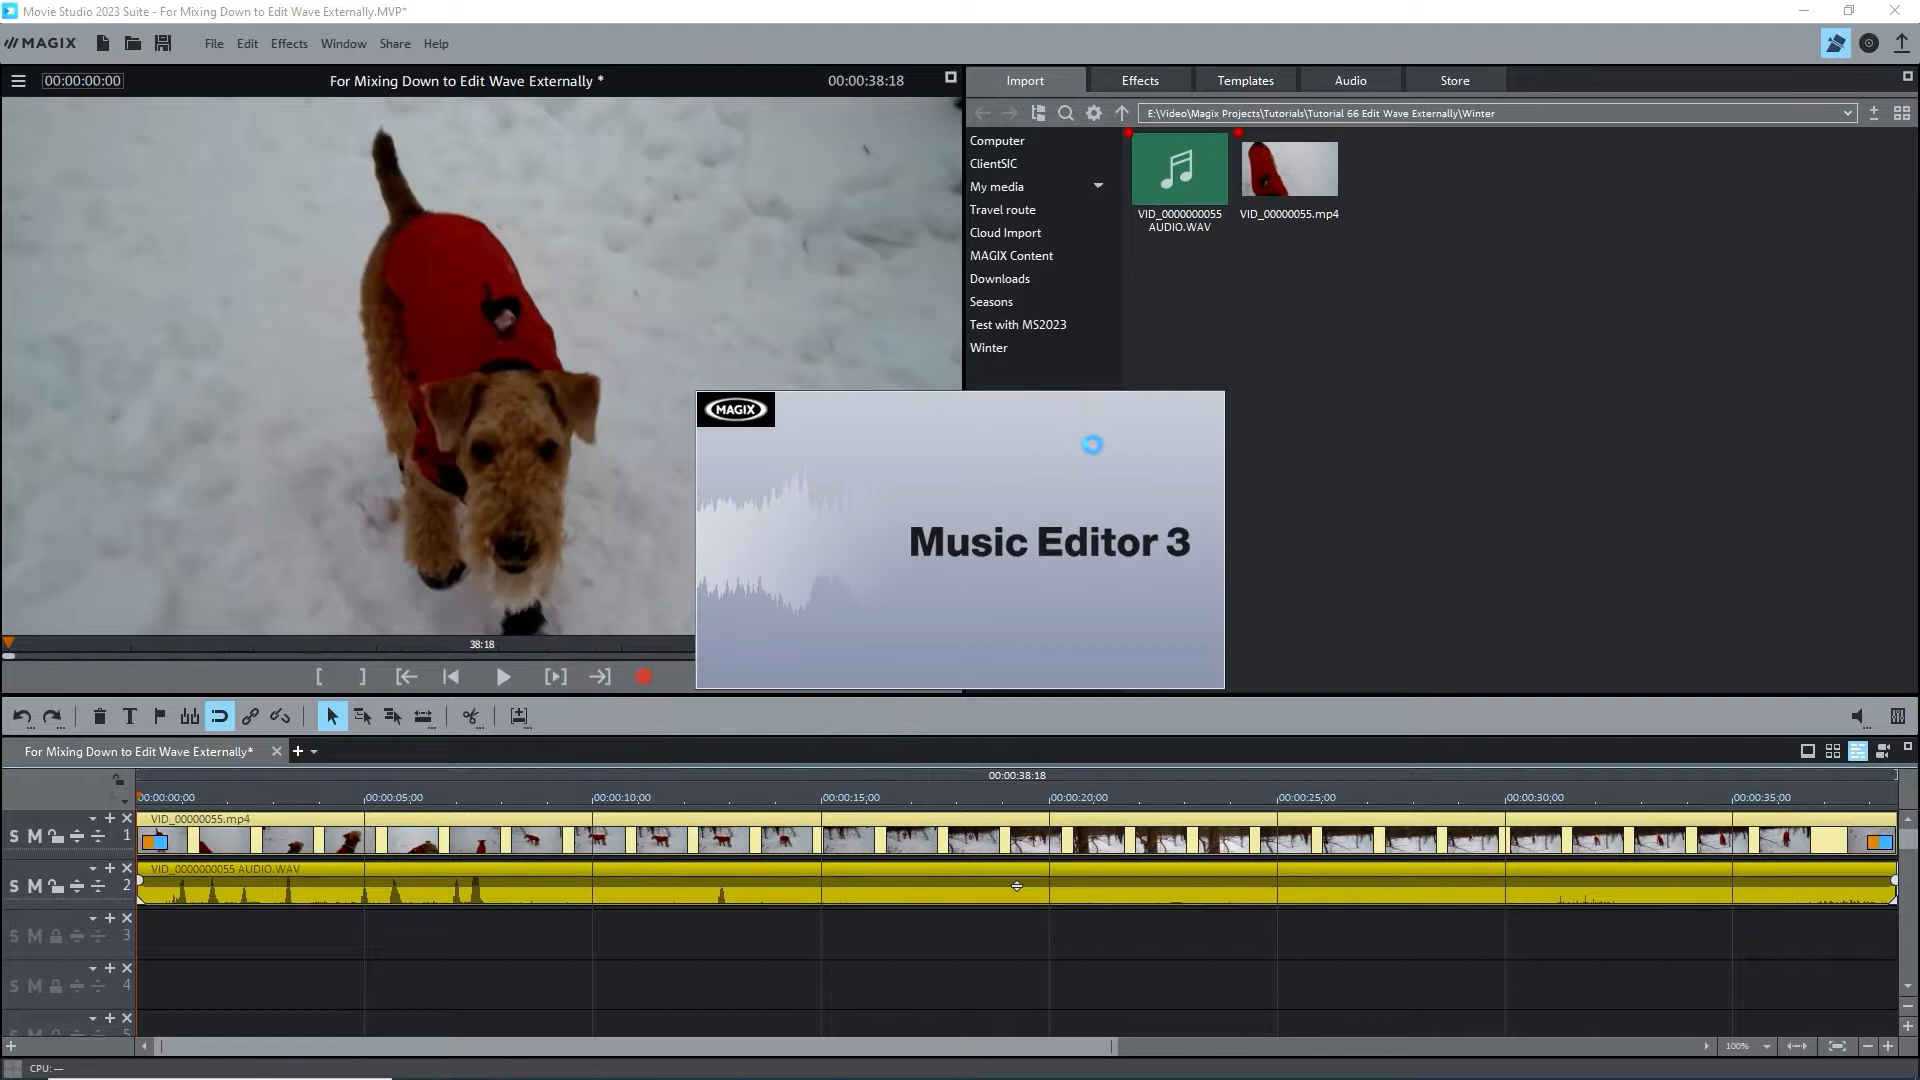 Movie Studio 2023 Suite - For Mixing Down to Edit Wave Externally.MVP*
MAGIX
File Edit Effects Window Share Help
00:00:00:00
For Mixing Down to Edit Wave Externally *
00:00:38:18
Import Effects Templates Audio Store
E:\Video\Magix Projects\Tutorials\Tutorial 66 Edit Wave Externally\Winter
Computer
ClientSIC
My media
Travel route
Cloud Import
MAGIX Content
Downloads
Seasons
Test with MS2023
Winter
VID_0000000055
AUDIO.WAV
VID_00000055.mp4
MAGIX
Music Editor 3
38:18
For Mixing Down to Edit Wave Externally*
00:00:38:18
00:00:00;00 00:00:05;00 00:00:10;00 00:00:15;00 00:00:20;00 00:00:25;00 00:00:30;00 00:00:35;00
VID_00000055.mp4
S M 1
VID_0000000055 AUDIO.WAV
S M 2
S M 3
S M 4
S M 5
100%
CPU: —